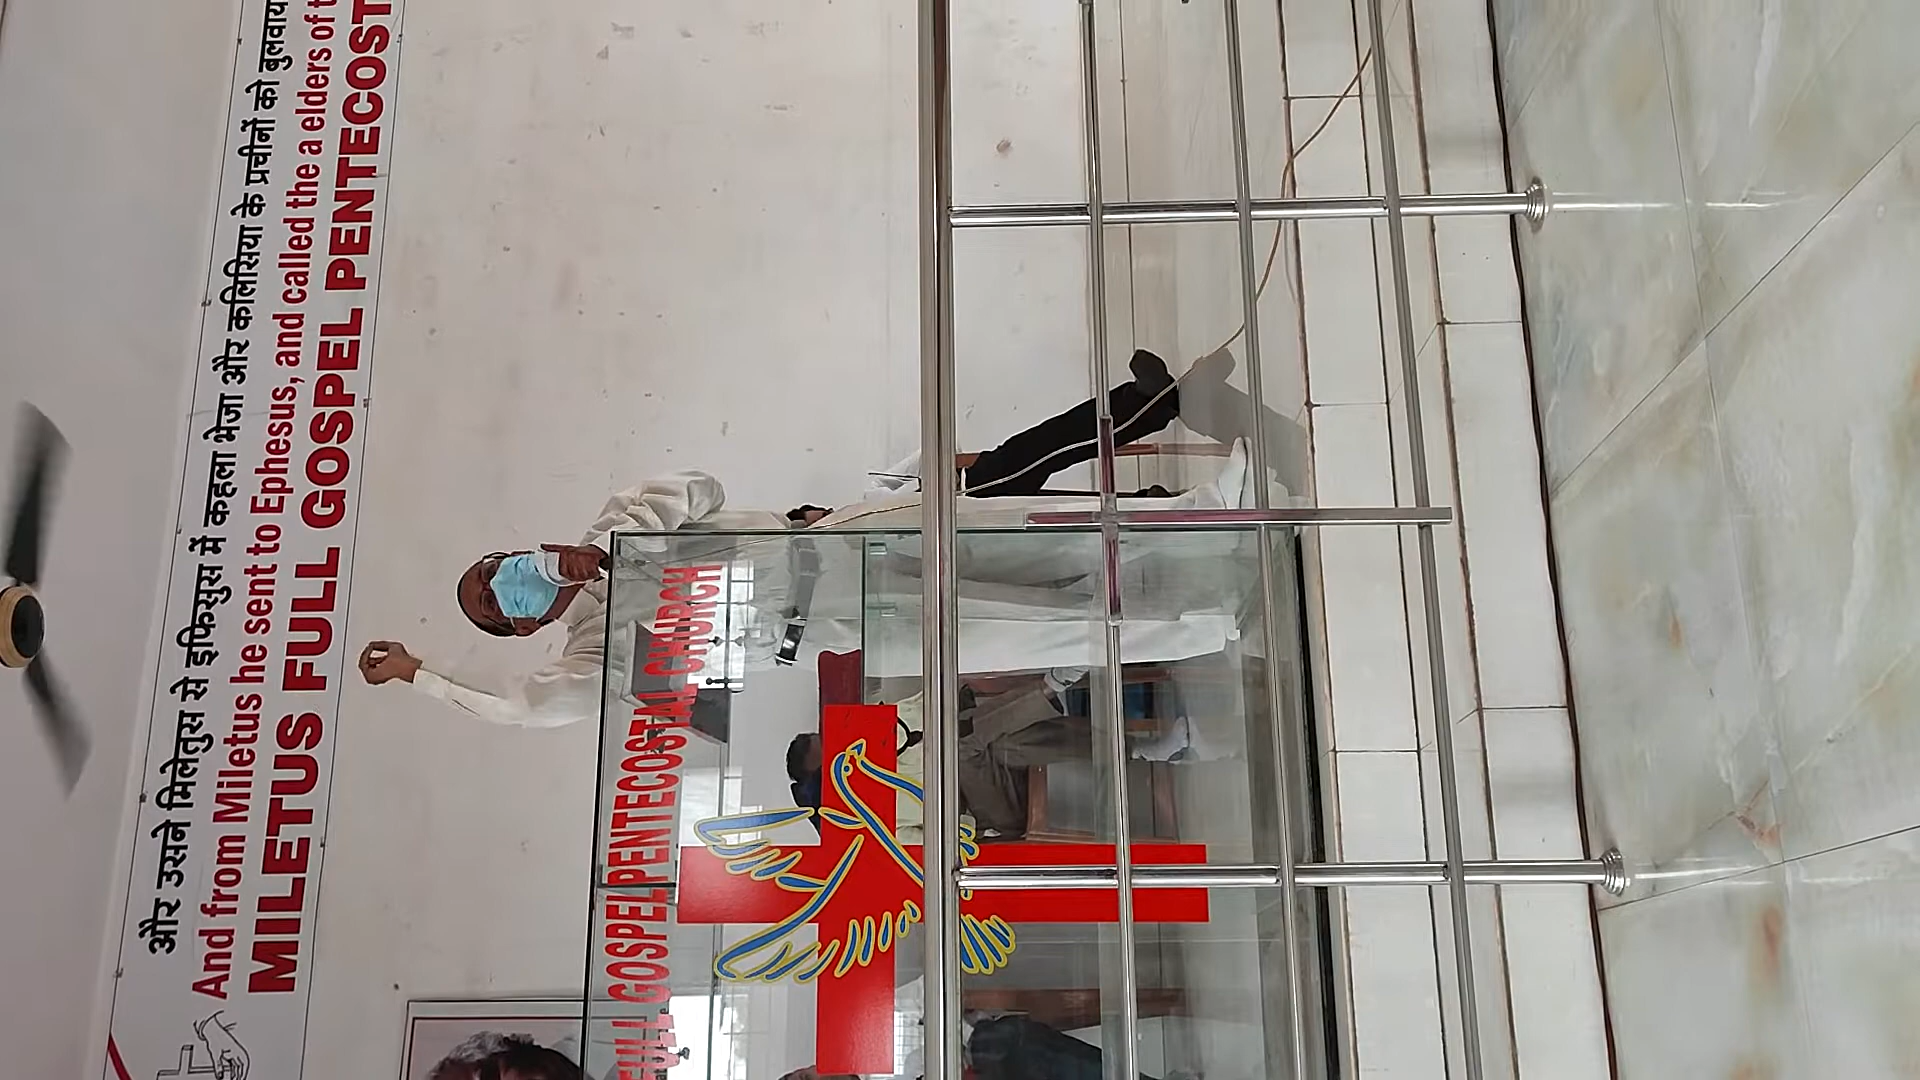 और उसने मिलेतुस से इफिसुस में कहला भेजा और कलिसिया के प्रचीनों को बुलवाय
And from Miletus he sent to Ephesus, and called the a elders of t
MILETUS FULL GOSPEL PENTECOST
FULL GOSPEL PENTECOSTAL CHURCH